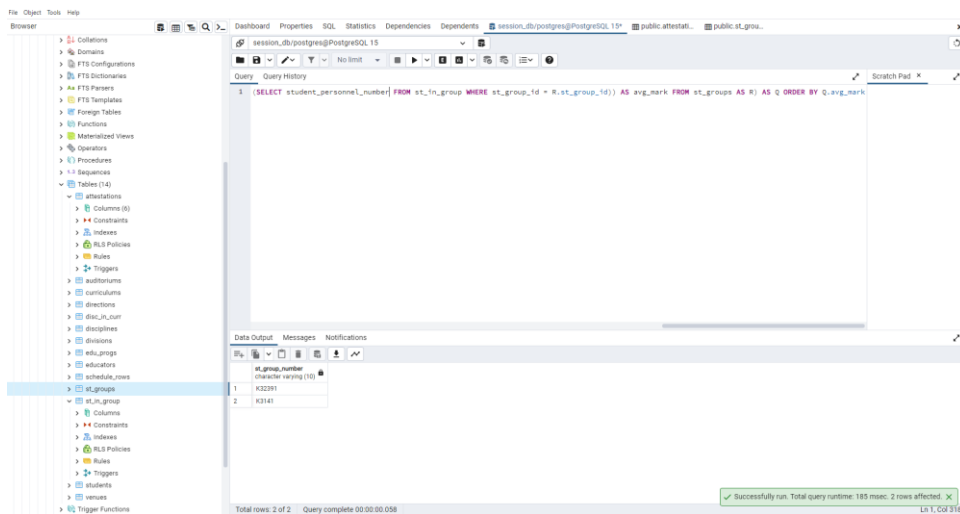 File Object Tools Help
Browser
Dashboard Properties SQL Statistics Dependencies Dependents session_db/postgres@PostgreSQL 15* public.attestati... public.st_grou...
session_db/postgres@PostgreSQL 15
No limit
Query Query History
Scratch Pad
1 (SELECT student_personnel_number FROM st_in_group WHERE st_group_id = R.st_group_id)) AS avg_mark FROM st_groups AS R) AS Q ORDER BY Q.avg_mark
Collations
Domains
FTS Configurations
FTS Dictionaries
FTS Parsers
FTS Templates
Foreign Tables
Functions
Materialized Views
Operators
Procedures
Sequences
Tables (14)
attestations
Columns (6)
Constraints
Indexes
RLS Policies
Rules
Triggers
auditoriums
curriculums
directions
disc_in_curr
disciplines
divisions
edu_progs
educators
schedule_rows
st_groups
st_in_group
Columns
Constraints
Indexes
RLS Policies
Rules
Triggers
students
venues
Trigger Functions
Data Output Messages Notifications
st_group_number
character varying (10)
1 K32391
2 K3141
Successfully run. Total query runtime: 185 msec. 2 rows affected.
Total rows: 2 of 2 Query complete 00:00:00.058